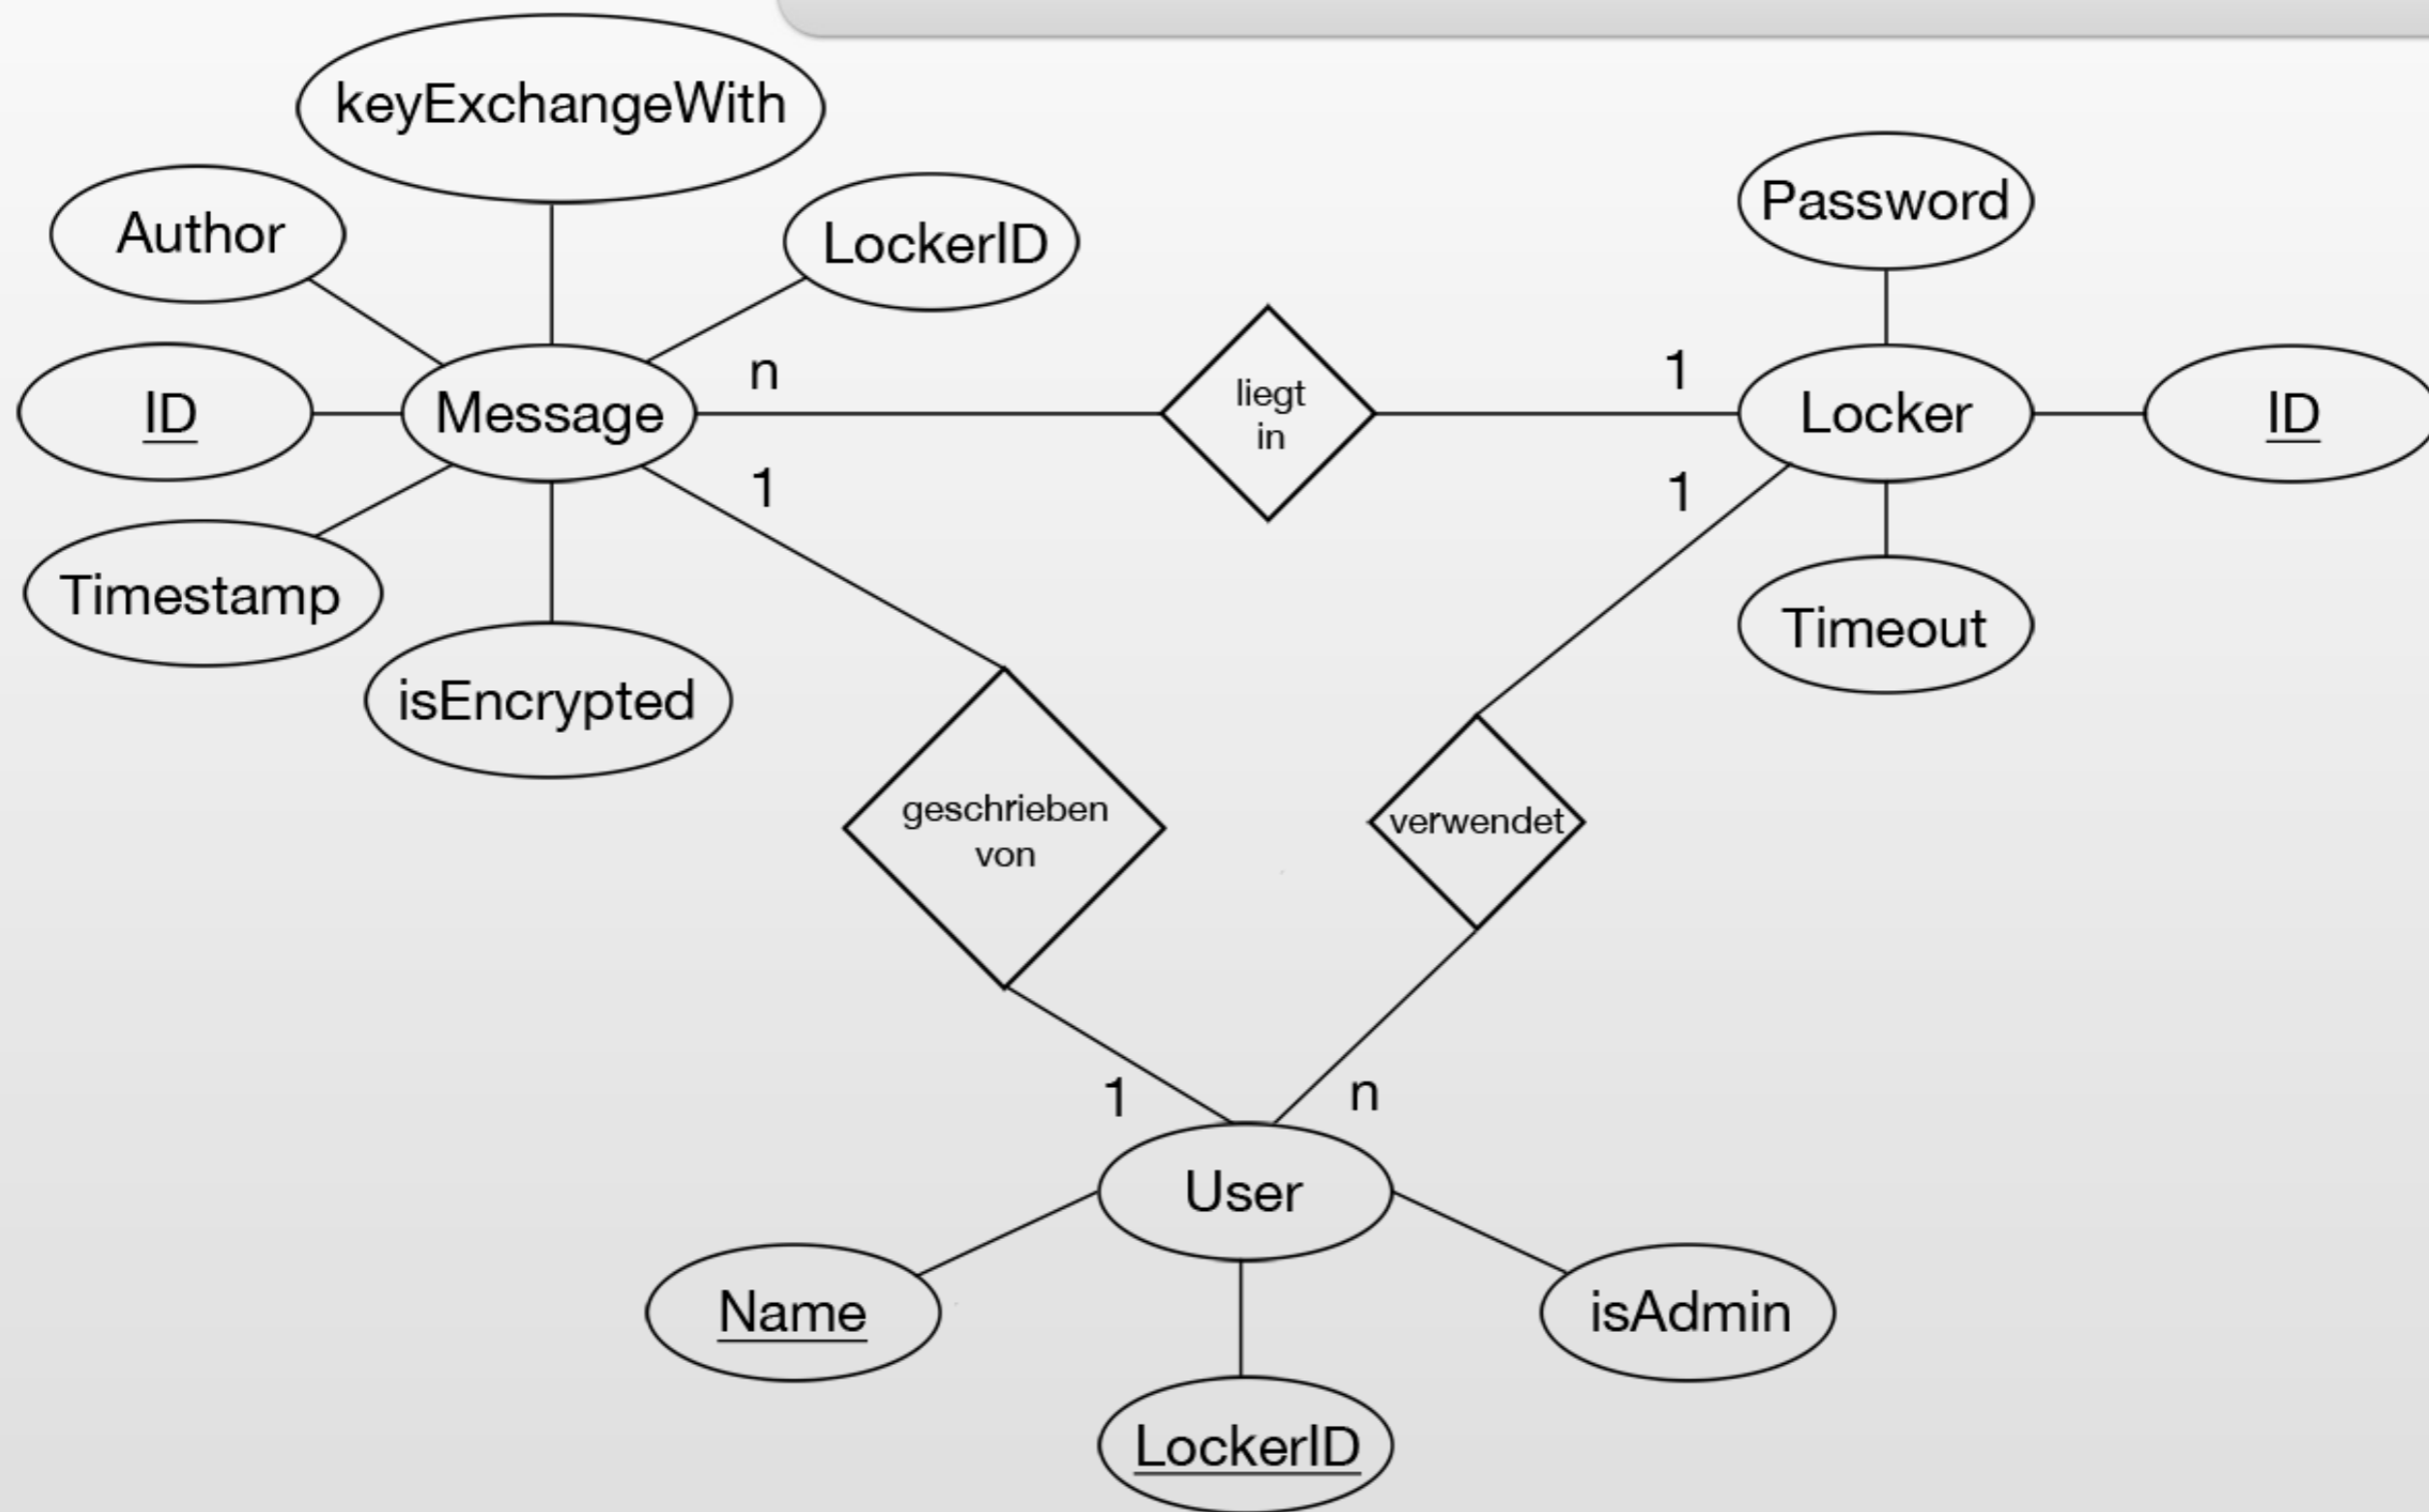 keyExchangeWith
Password
Author
LockerID
n
1
liegt
in
ID
Message
Locker
ID
1
1
Timestamp
Timeout
isEncrypted
geschrieben
von
verwendet
1
n
User
Name
isAdmin
LockerID